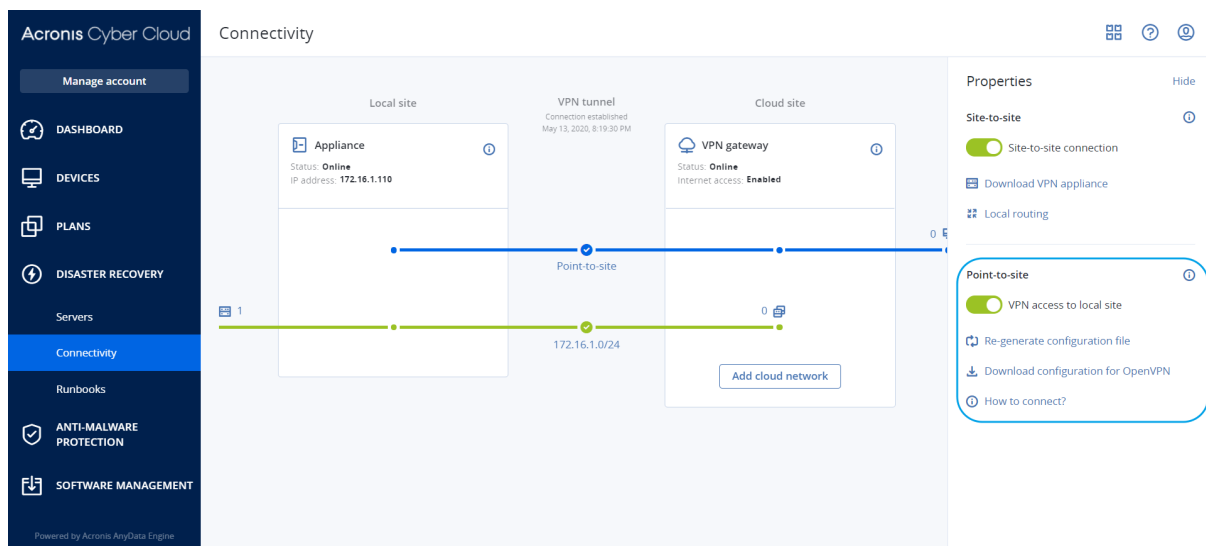 Acronis Cyber Cloud
Manage account
DASHBOARD
DEVICES
PLANS
DISASTER RECOVERY
Servers
Connectivity
Runbooks
ANTI-MALWARE
PROTECTION
SOFTWARE MANAGEMENT
Powered by Acronis AnyData Engine
Connectivity
Local site
VPN tunnel
Connection established
May 13, 2020, 8:19:30 PM
Cloud site
Appliance
Status: Online
IP address: 172.16.1.110
VPN gateway
Status: Online
Internet access: Enabled
0
Point-to-site
1
0
172.16.1.0/24
Add cloud network
Properties
Hide
Site-to-site
Site-to-site connection
Download VPN appliance
Local routing
Point-to-site
VPN access to local site
Re-generate configuration file
Download configuration for OpenVPN
How to connect?